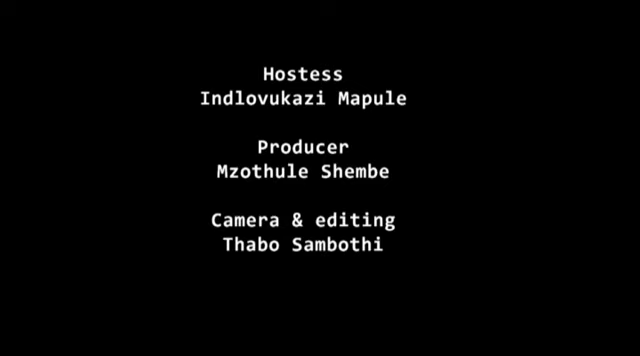 Hostess
Indlovukazi Mapule
Producer
Mzothule Shembe
Camera & editing
Thabo Sambothi